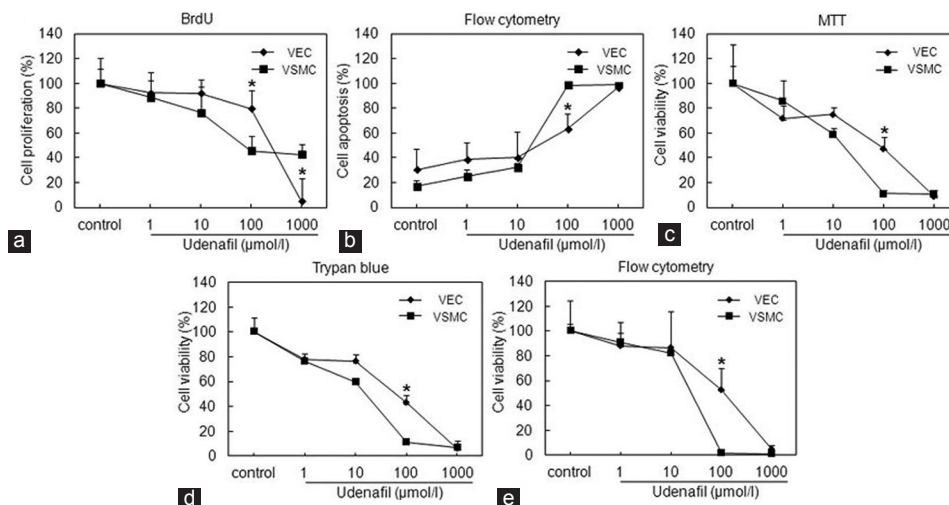 BrdU
140
120
100
80
60
40
20
0
Cell proliferation (%)
VEC
VSMC
*
*
control 1 10 100 1000
Udenafil (µmol/l)
a
Flow cytometry
140
120
100
80
60
40
20
0
Cell apoptosis (%)
VEC
VSMC
*
control 1 10 100 1000
Udenafil (µmol/l)
b
MTT
140
120
100
80
60
40
20
0
Cell viability (%)
VEC
VSMC
*
control 1 10 100 1000
Udenafil (µmol/l)
c
Trypan blue
140
120
100
80
60
40
20
0
Cell viability (%)
VEC
VSMC
*
control 1 10 100 1000
Udenafil (µmol/l)
d
Flow cytometry
140
120
100
80
60
40
20
0
Cell viability (%)
VEC
VSMC
*
control 1 10 100 1000
Udenafil (µmol/l)
e